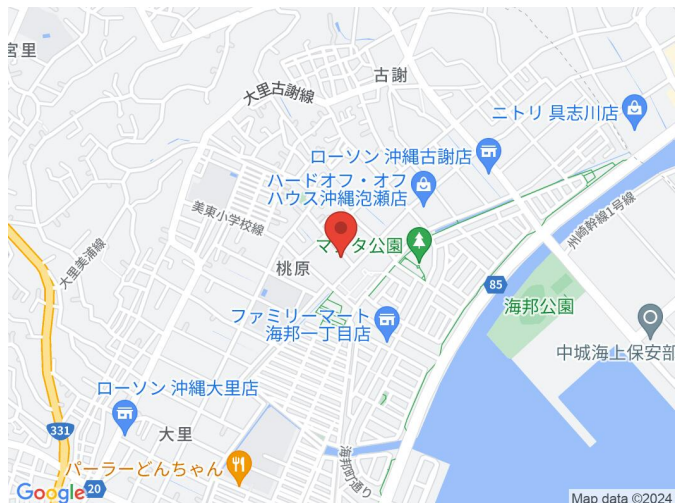 宮里
古謝
大里古謝線
ニトリ 具志川店
ローソン 沖縄古謝店
ハードオフ・オフ
ハウス沖縄泡瀬店
美東小学校線
州崎幹線1号線
大里美浦線
桃原
85
ファミリーマート
海邦一丁目店
海邦公園
中城海上保安部
ローソン 沖縄大里店
331
大里
海邦町通り
パーラーどんちゃん
Google
20
Map data ©2024